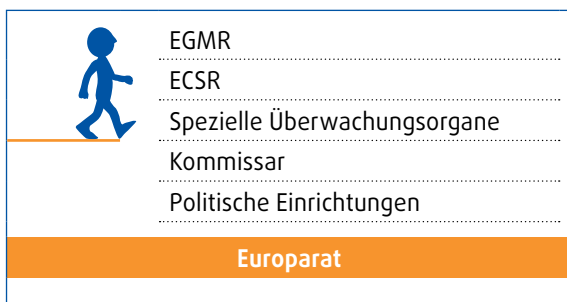 EGMR
ECSR
Spezielle Überwachungsorgane
Kommissar
Politische Einrichtungen
Europarat